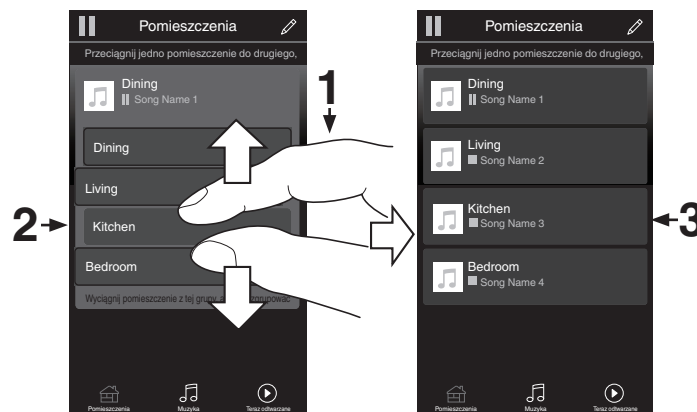 Pomieszczenia
Przeciągnij jedno pomieszczenie do drugiego,
Dining
Song Name 1
Dining
Living
Kitchen
Bedroom
Wyciągnij pomieszczenie z tej grupy, a
grupować
Pomieszczenia
Muzyka
Teraz odtwarzane
1
2
Pomieszczenia
Przeciągnij jedno pomieszczenie do drugiego,
Dining
Song Name 1
Living
Song Name 2
Kitchen
Song Name 3
Bedroom
Song Name 4
Pomieszczenia
Muzyka
Teraz odtwarzane
3